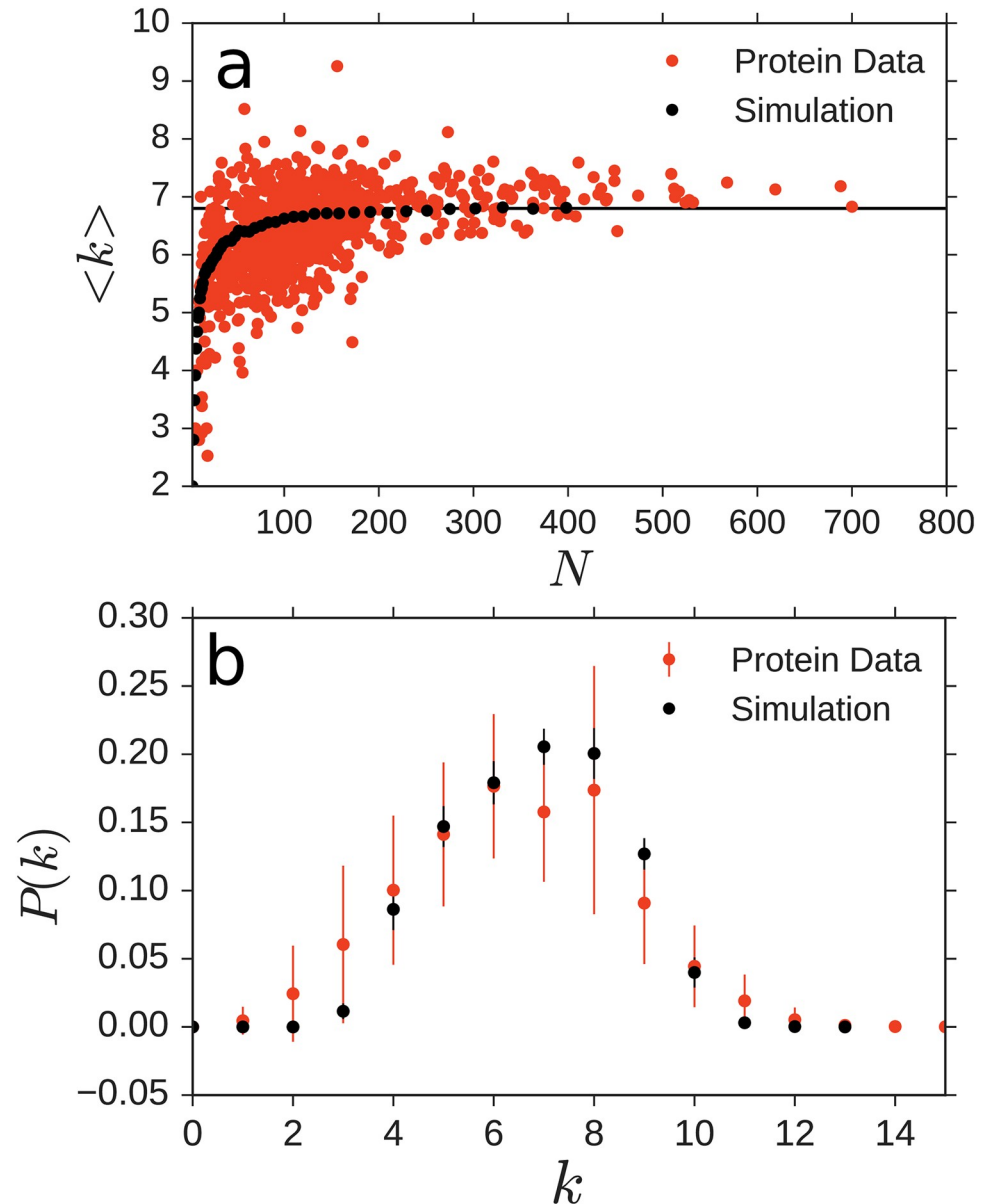 a
Protein Data
Simulation
10
9
8
7
6
5
4
3
2
<k>
100 200 300 400 500 600 700 800
N
b
Protein Data
Simulation
0.30
0.25
0.20
0.15
0.10
0.05
0.00
−0.05
P(k)
0 2 4 6 8 10 12 14
k